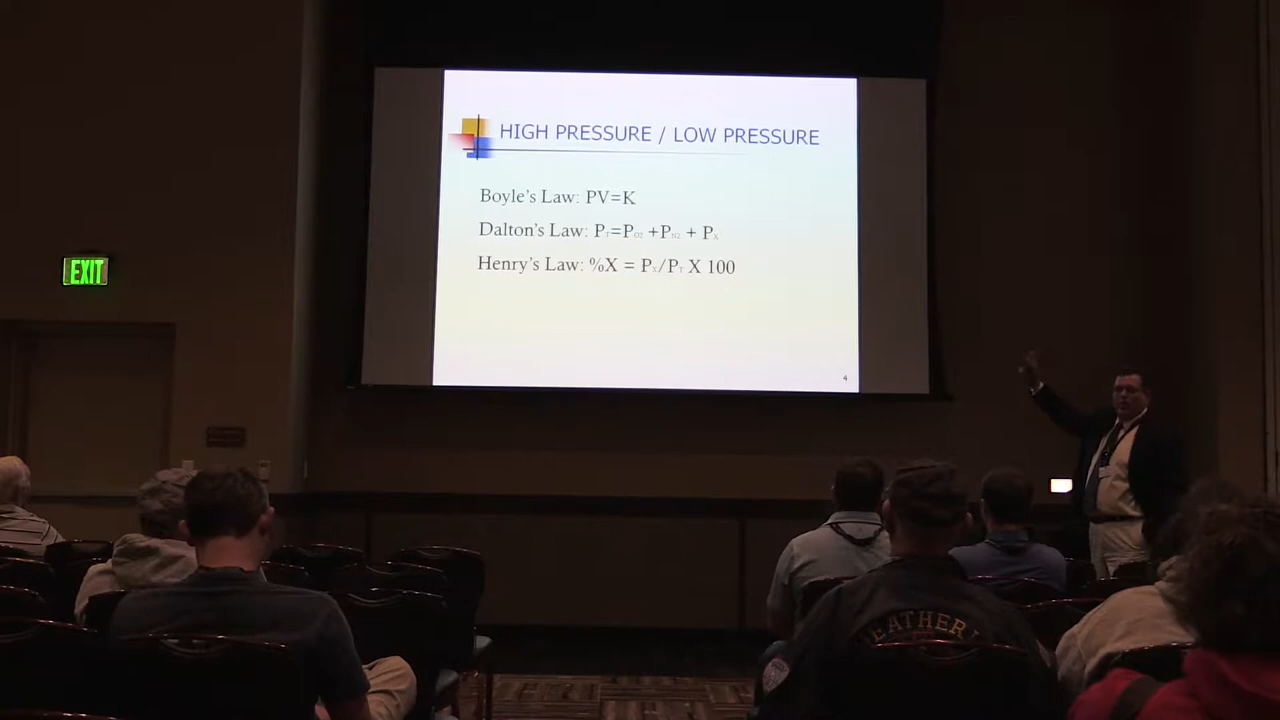 HIGH PRESSURE / LOW PRESSURE
Boyle's Law: PV=K
Dalton's Law: PT=PO2 +PN2 + PX
Henry's Law: %X = PX/PT X 100
4
EXIT
EATHER